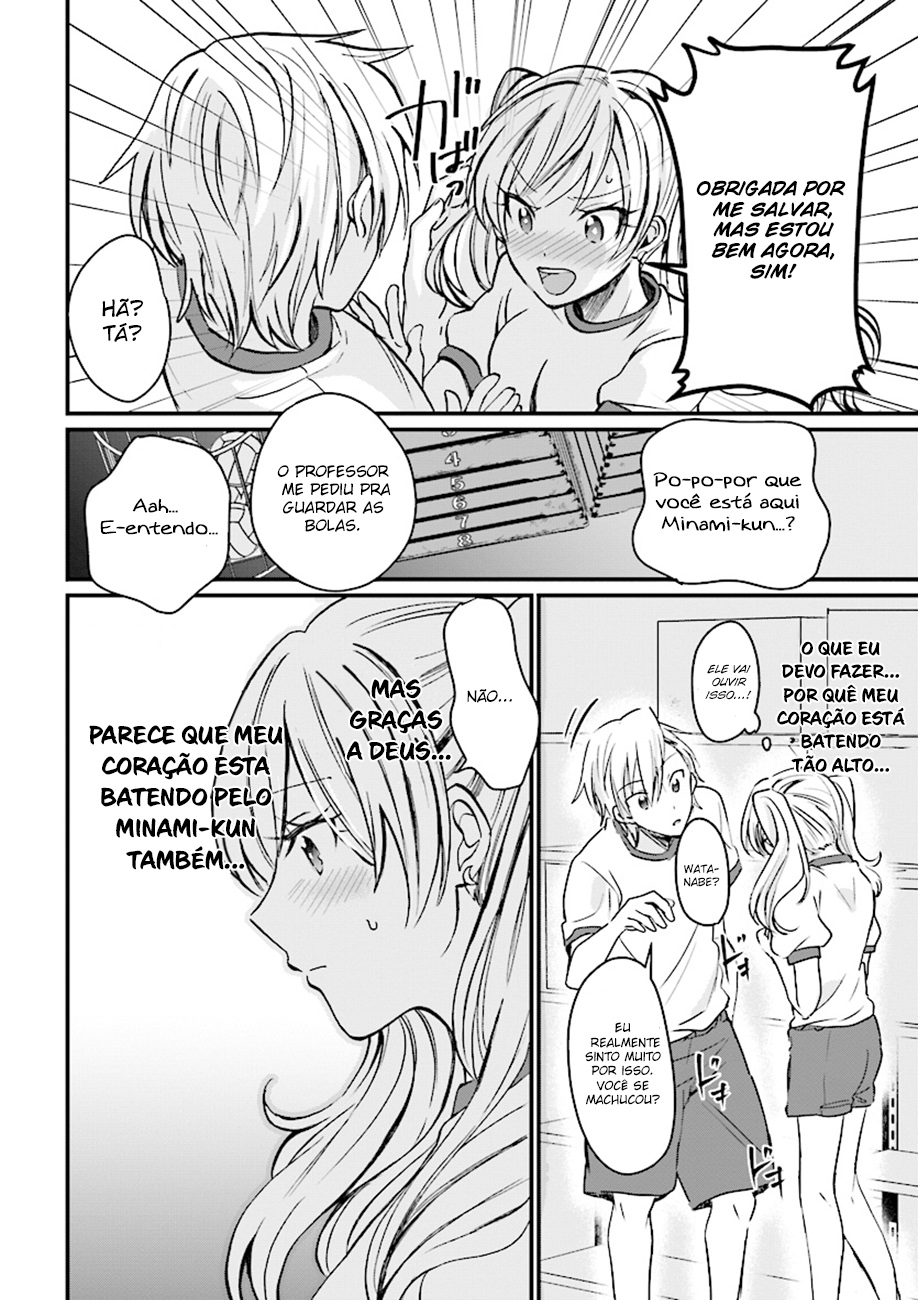 OBRIGADA POR
ME SALVAR,
MAS ESTOU
BEM AGORA,
SIM!
ガ
ば
っ
HÃ?
TÁ?
Po-po-por que
você está aqui
Minami-kun...?
O PROFESSOR
ME PEDIU PRA
GUARDAR AS
BOLAS.
Aah...
E-entendo...
4
5
6
7
8
O QUE EU
DEVO FAZER...
POR QUÊ MEU
CORAÇÃO ESTÁ
BATENDO
TÃO ALTO...
ELE VAI
OUVIR
ISSO...!
WATA-
NABE?
EU
REALMENTE
SINTO MUITO
POR ISSO.
VOCÊ SE
MACHUCOU?
ドキ
ドキ
ドキ
NÃO...
MAS
GRAÇAS
A DEUS...
PARECE QUE MEU
CORAÇÃO ESTA
BATENDO PELO
MINAMI-KUN
TAMBÉM...